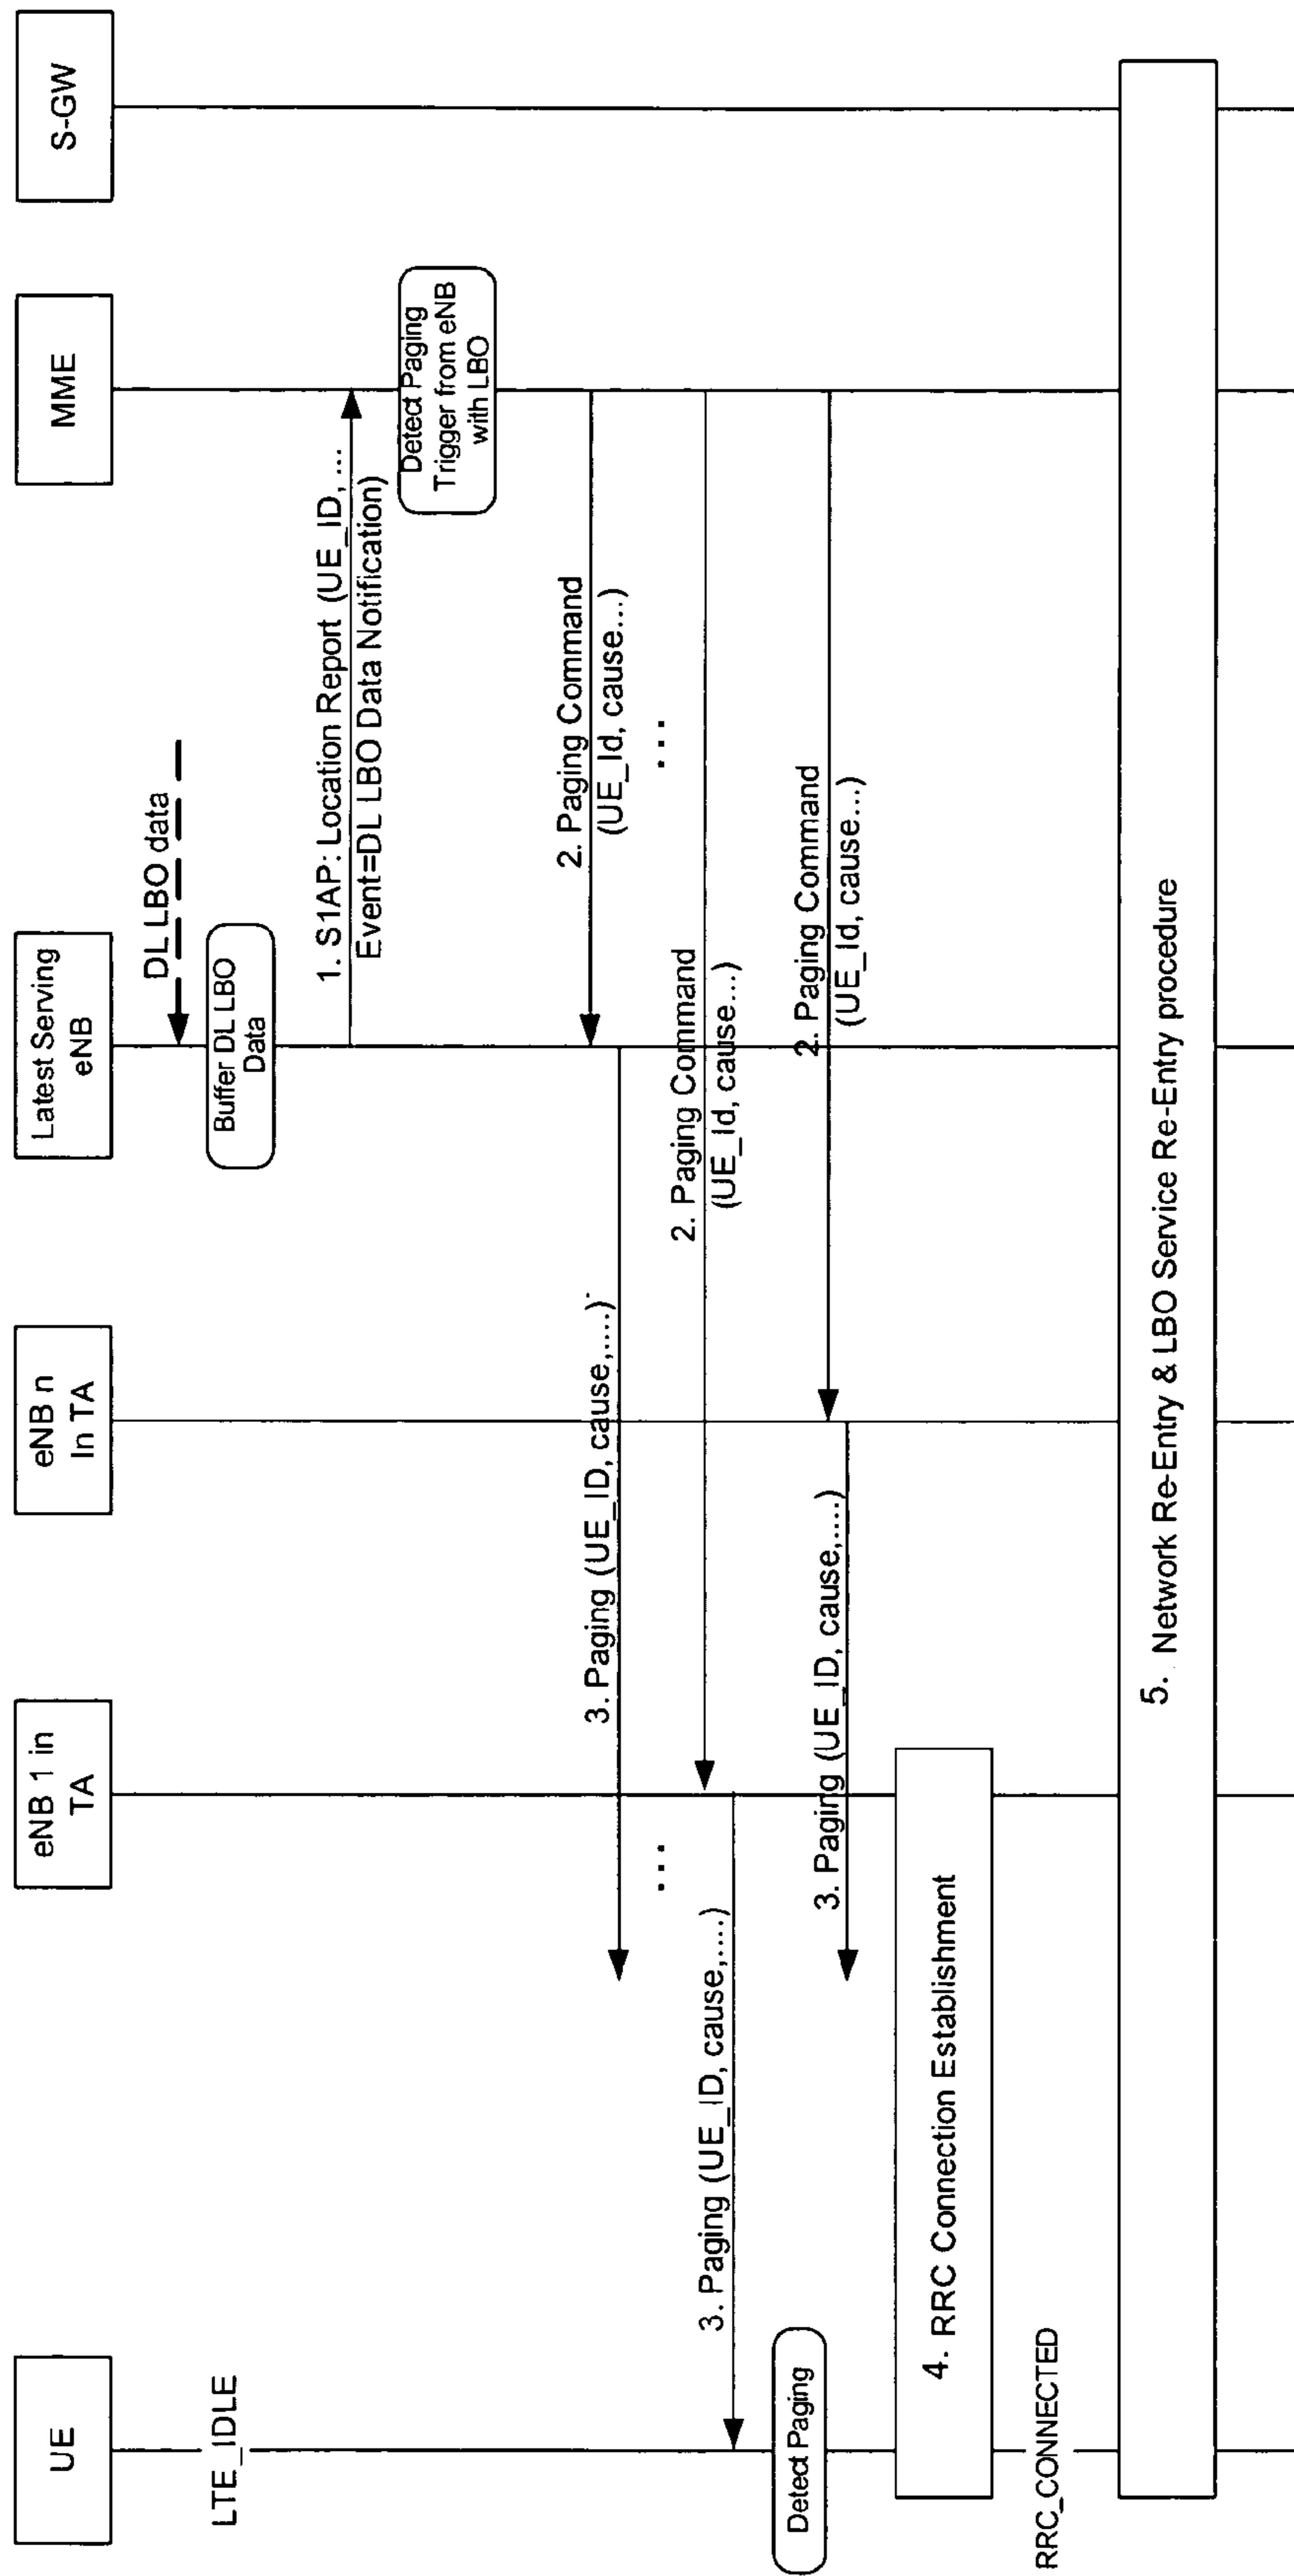 UE
eNB 1 in
TA
eNB n
In TA
Latest Serving
eNB
MME
S-GW
LTE_IDLE
DL LBO data
Buffer DL LBO
Data
1. S1AP: Location Report (UE_ID, ...
Event=DL LBO Data Notification)
Detect Paging
Trigger from eNB
with LBO
2. Paging Command
(UE_Id, cause...)
3. Paging (UE_ID, cause,....)
...
...
2. Paging Command
(UE_Id, cause...)
3. Paging (UE_ID, cause,....)
2. Paging Command
(UE_Id, cause...)
3. Paging (UE_ID, cause,....)
Detect Paging
4. RRC Connection Establishment
RRC_CONNECTED
5. Network Re-Entry & LBO Service Re-Entry procedure